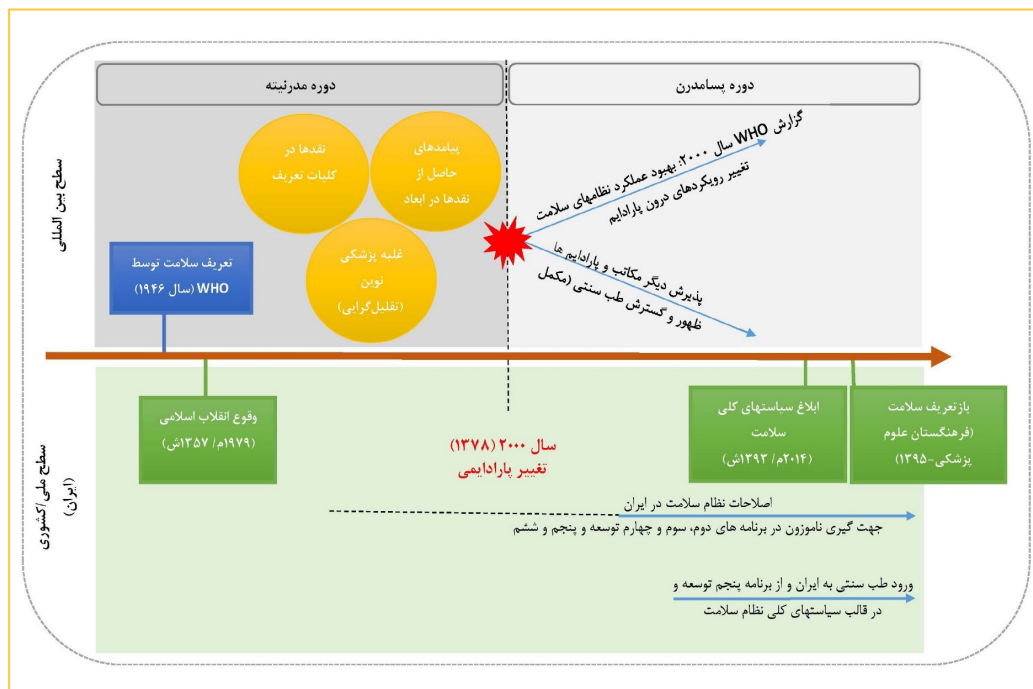 دوره مدرنیته
دوره پسامدرن
سطح بین المللی
نقدها در
کلیات تعریف
پیامدهای
حاصل از
نقدها در ابعاد
غلبه پزشکی
نوین
(تقلیل‌گرایی)
گزارش WHO سال ۲۰۰۰: بهبود عملکرد نظامهای سلامت
تغییر رویکردهای درون پارادایم
پذیرش دیگر مکاتب و پارادایم ها
ظهور و گسترش طب سنتی (مکمل
تعریف سلامت توسط
WHO (سال ۱۹۴۶)
سطح ملی/کشوری
(ایران)
وقوع انقلاب اسلامی
(۱۹۷۹م/ ۱۳۵۷ش)
سال ۲۰۰۰ (۱۳۷۸)
تغییر پارادایمی
ابلاغ سیاستهای کلی
سلامت
(۲۰۱۴م/ ۱۳۹۳ش)
بازتعریف سلامت
(فرهنگستان علوم
پزشکی-۱۳۹۵)
اصلاحات نظام سلامت در ایران
جهت گیری ناموزون در برنامه های دوم، سوم و چهارم توسعه و پنجم و ششم
ورود طب سنتی به ایران و از برنامه پنجم توسعه و
در قالب سیاستهای کلی نظام سلامت